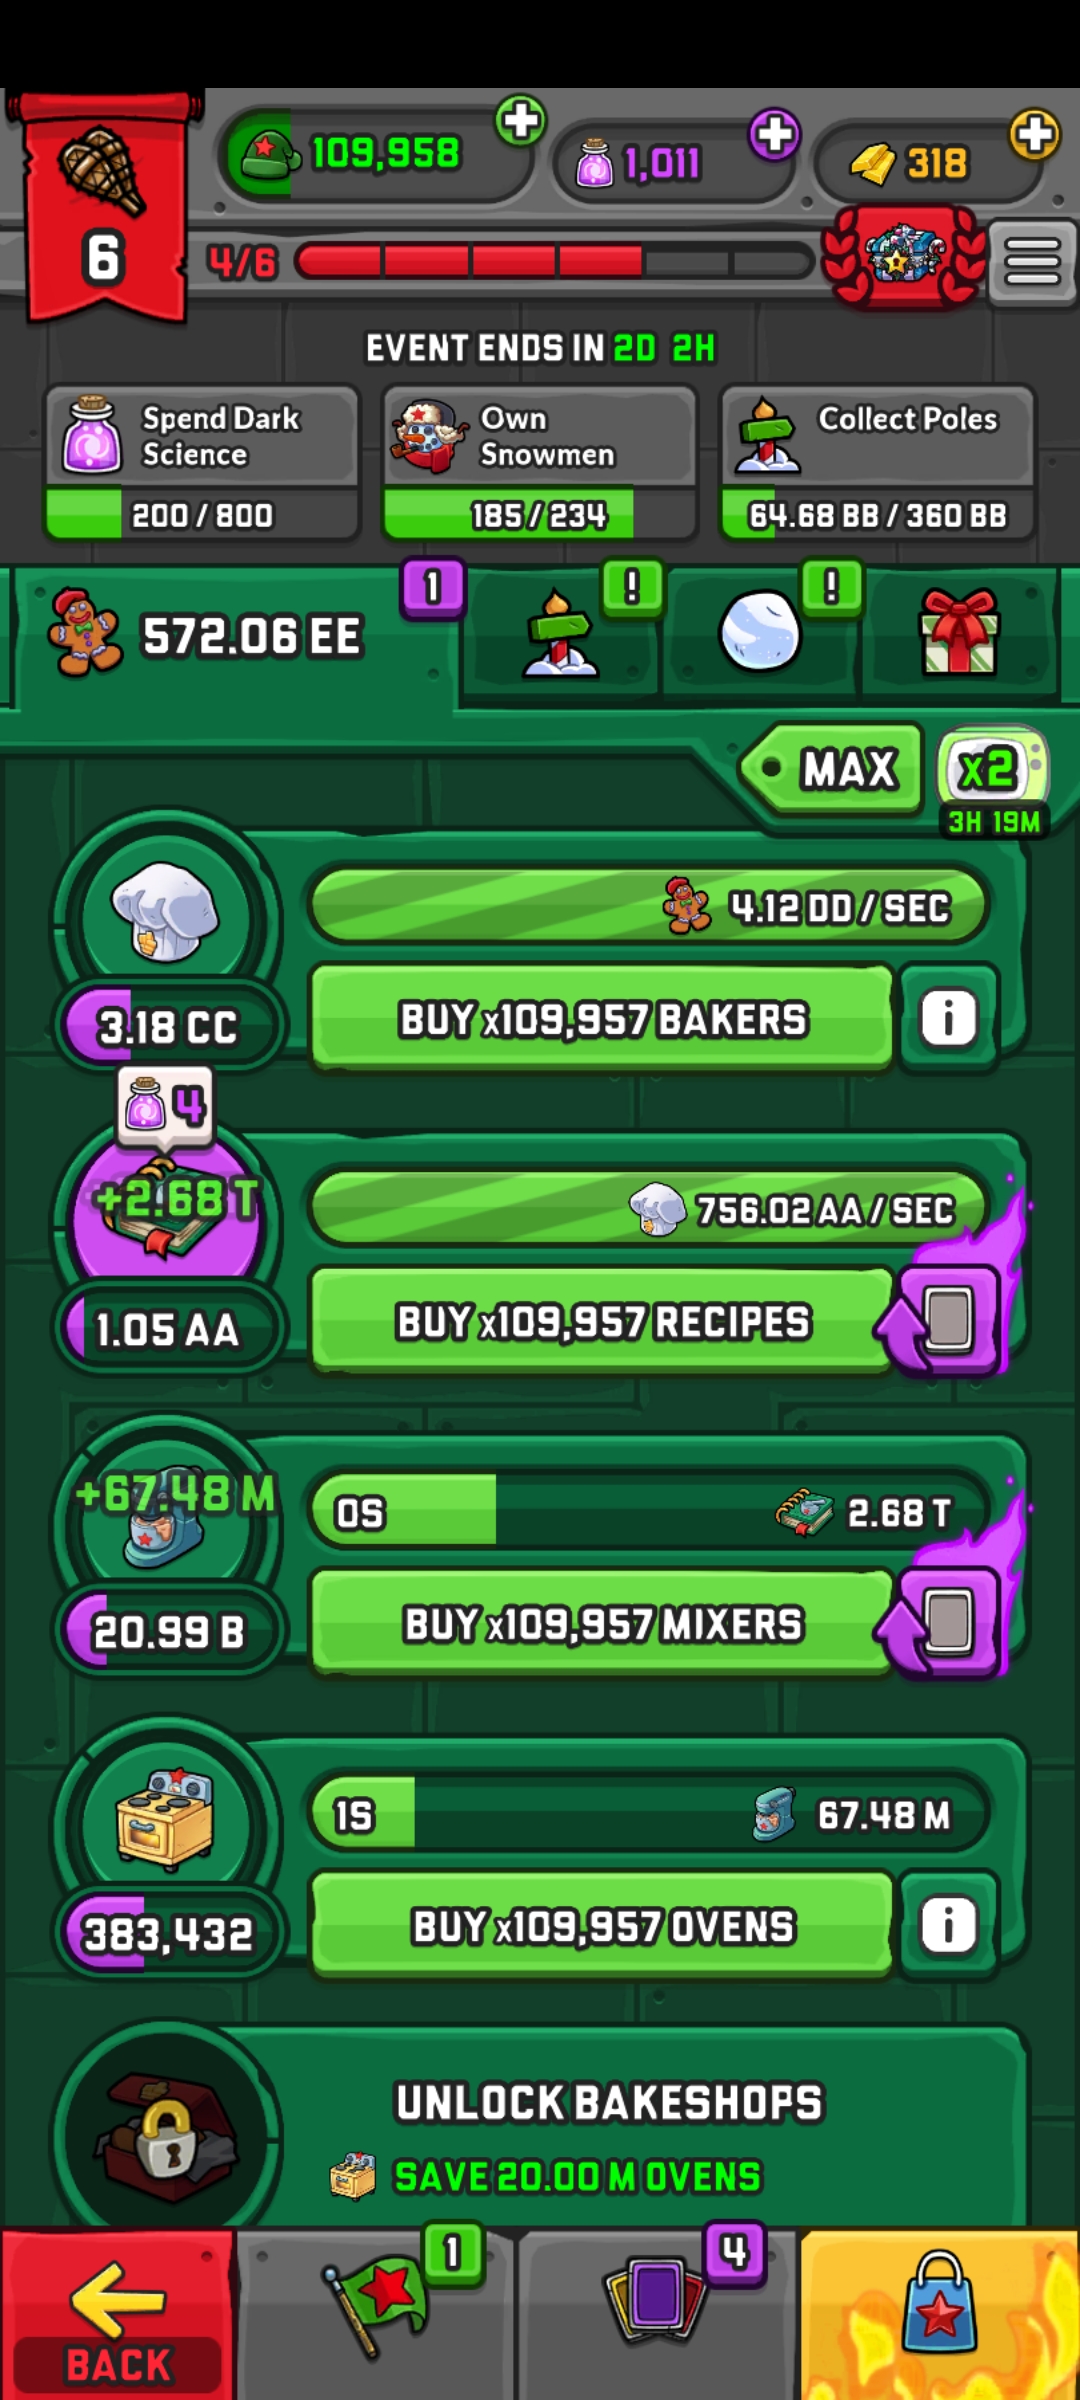 109,958
1,011
318
6
4/6
EVENT ENDS IN 2D 2H
Spend Dark
Science
200 / 800
Own
Snowmen
185 / 234
Collect Poles
64.68 BB / 360 BB
572.06 EE
1
!
!
MAX
x2
3H 19M
4.12 DD / SEC
3.18 CC
BUY x109,957 BAKERS
i
4
+2.68 T
756.02 AA / SEC
1.05 AA
BUY x109,957 RECIPES
+67.48 M
0S
2.68 T
20.99 B
BUY x109,957 MIXERS
1S
67.48 M
383,432
BUY x109,957 OVENS
i
UNLOCK BAKESHOPS
SAVE 20.00 M OVENS
BACK
1
4